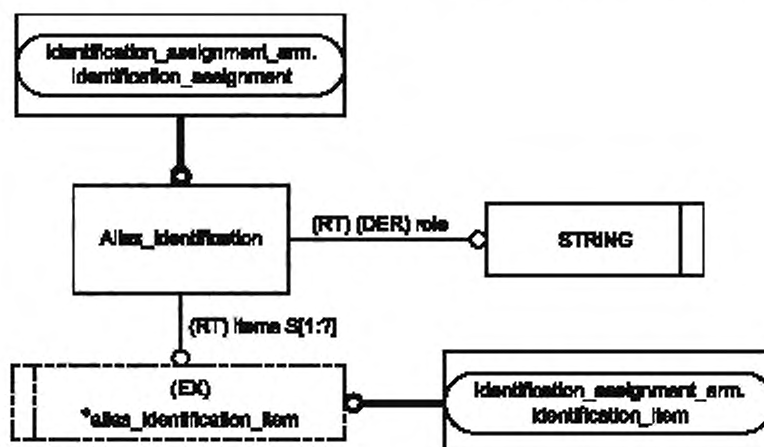 Identification_assignment_arm.
Identification_assignment
Alias_identification
(RT) (DER) role
STRING
(RT) items S[1:?]
(EX)
*alias_identification_item
Identification_assignment_arm.
identification_item